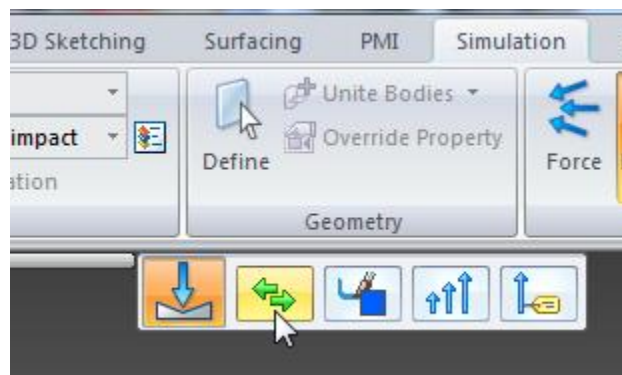 3D Sketching Surfacing PMI Simulation
Unite Bodies
impact Override Property
Define Force
ation
Geometry